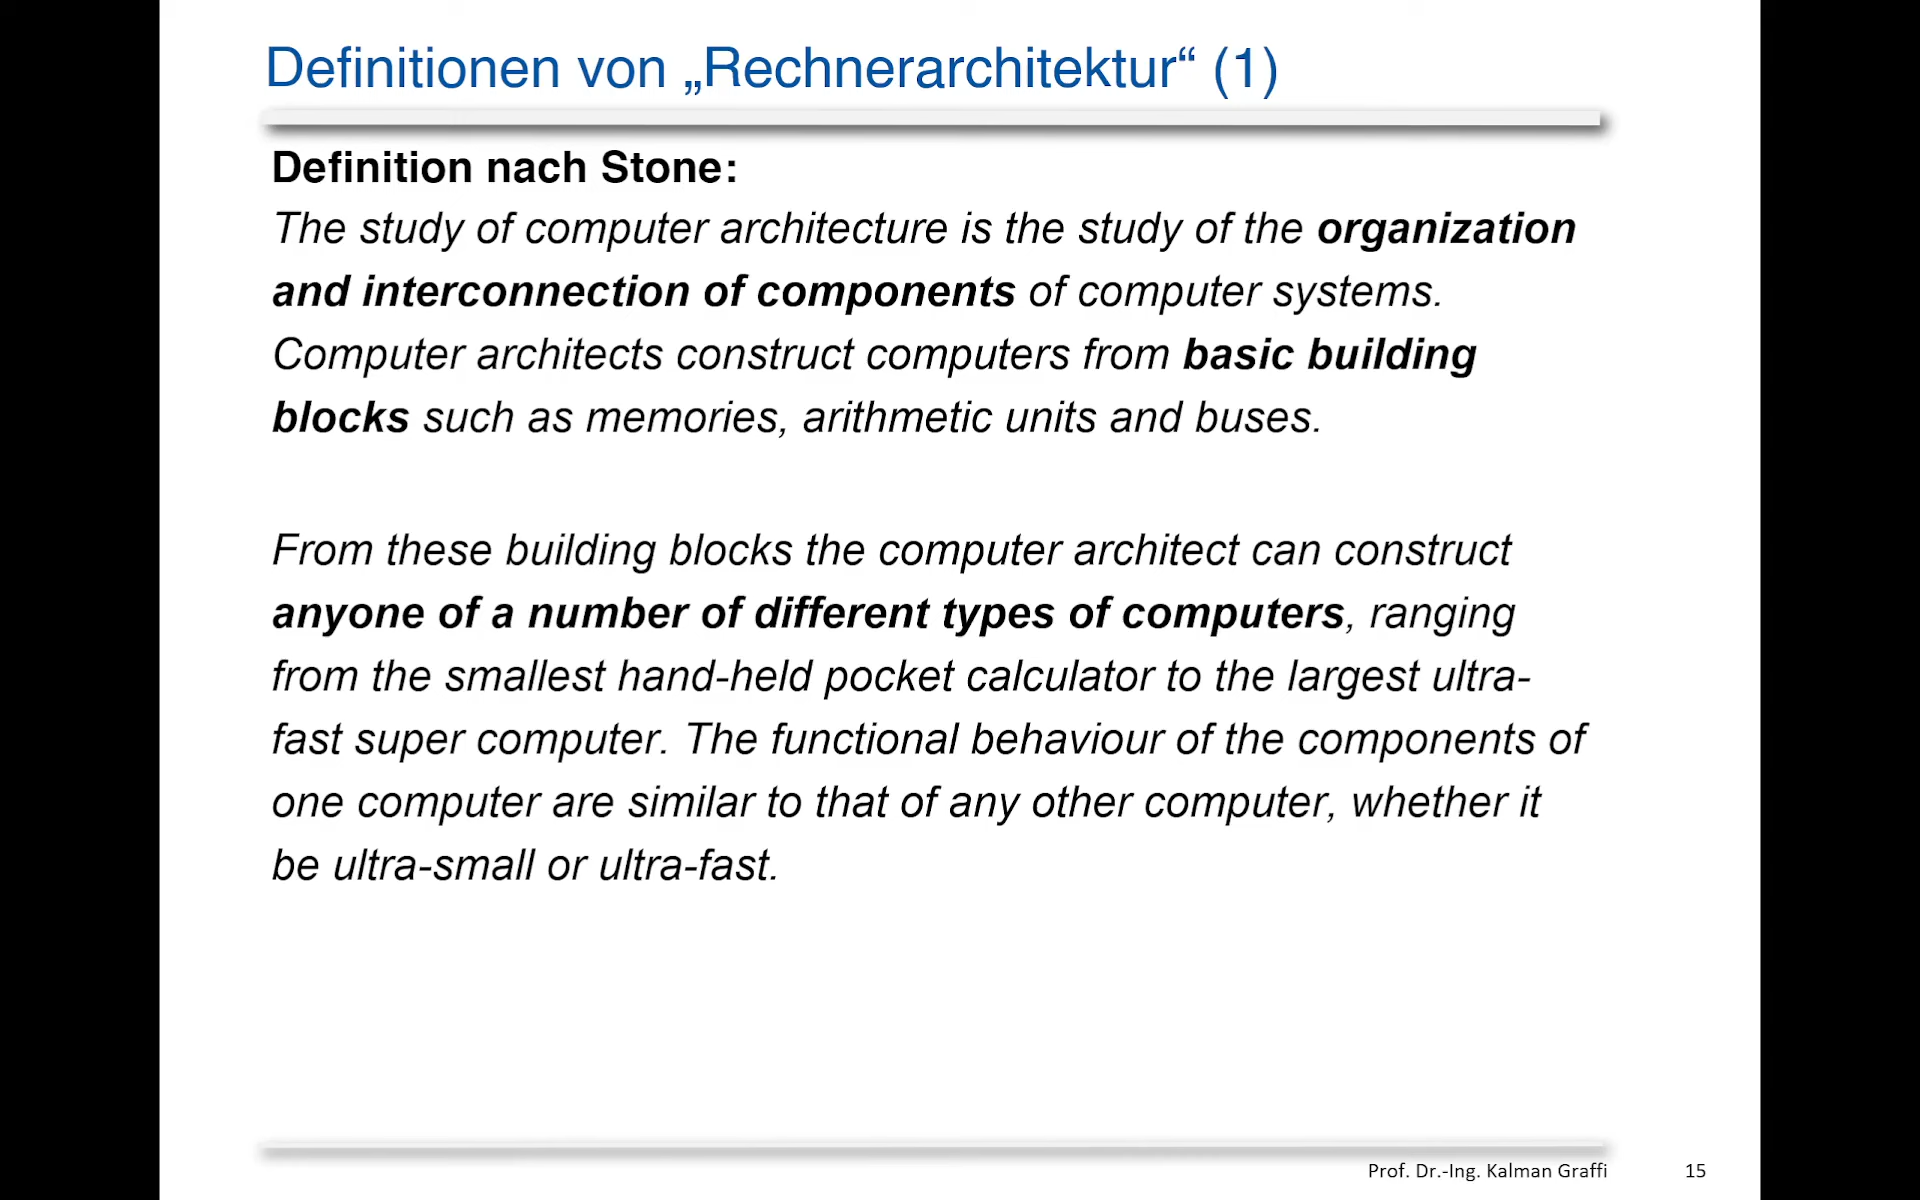 Definitionen von „Rechnerarchitektur“ (1)
Definition nach Stone:
The study of computer architecture is the study of the organization
and interconnection of components of computer systems.
Computer architects construct computers from basic building
blocks such as memories, arithmetic units and buses.
From these building blocks the computer architect can construct
anyone of a number of different types of computers, ranging
from the smallest hand-held pocket calculator to the largest ultra-
fast super computer. The functional behaviour of the components of
one computer are similar to that of any other computer, whether it
be ultra-small or ultra-fast.
Prof. Dr.-Ing. Kalman Graffi 15